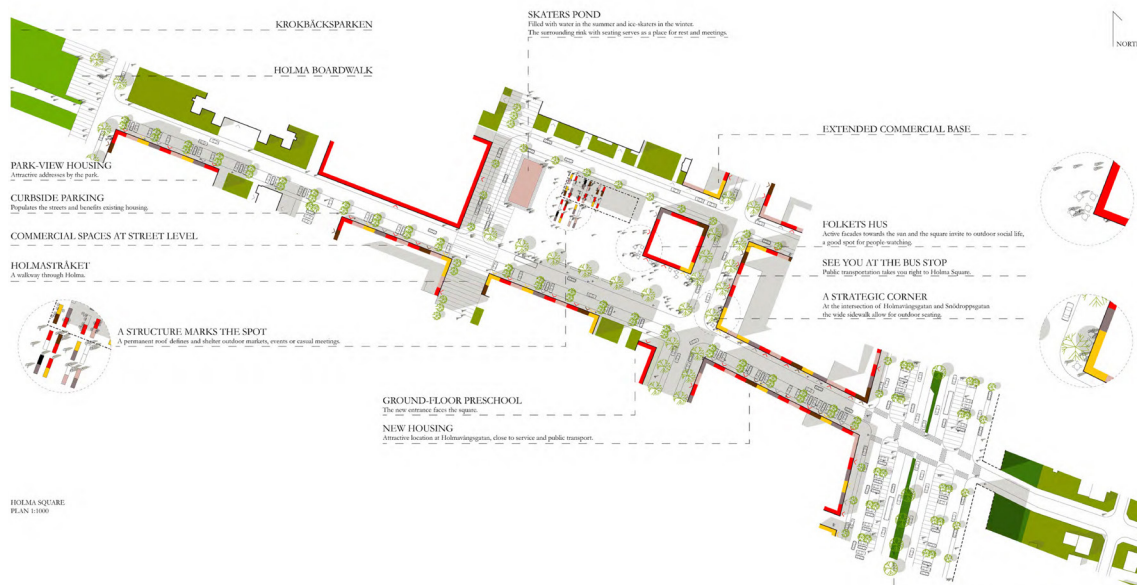 KROKBÄCKSPARKEN
HOLMA BOARDWALK
SKATERS POND
Filled with water in the summer and ice-skaters in the winter.
The surrounding rink with seating serves as a place for rest and meetings.
NORTH
EXTENDED COMMERCIAL BASE
PARK-VIEW HOUSING
Attractive addresses by the park.
CURBSIDE PARKING
Populates the streets and benefits existing housing.
COMMERCIAL SPACES AT STREET LEVEL
HOLMASTRÅKET
A walkway through Holma.
A STRUCTURE MARKS THE SPOT
A permanent roof defines and shelter outdoor markets, events or casual meetings.
FOLKETS HUS
Active facades towards the sun and the square invite to outdoor social life,
a good spot for people-watching.
SEE YOU AT THE BUS STOP
Public transportation takes you right to Holma Square.
A STRATEGIC CORNER
At the intersection of Holmavångsgatan and Snödroppsgatan
the wide sidewalk allow for outdoor seating.
GROUND-FLOOR PRESCHOOL
The new entrance faces the square.
NEW HOUSING
Attractive location at Holmavångsgatan, close to service and public transport.
HOLMA SQUARE
PLAN 1:1000